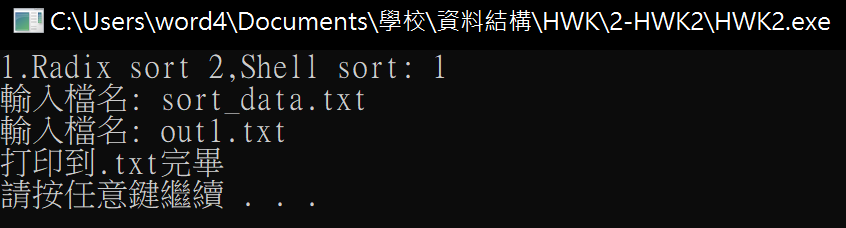 C:\Users\word4\Documents\學校\資料結構\HWK\2-HWK2\HWK2.exe
1.Radix sort 2,Shell sort: 1
輸入檔名: sort_data.txt
輸入檔名: out1.txt
打印到.txt完畢
請按任意鍵繼續 . . .